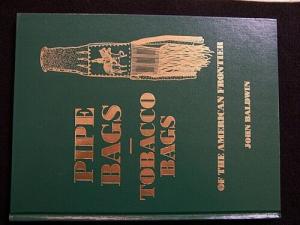 PIPE
BAGS
–
TOBACCO
BAGS
OF THE AMERICAN FRONTIER
JOHN BALDWIN